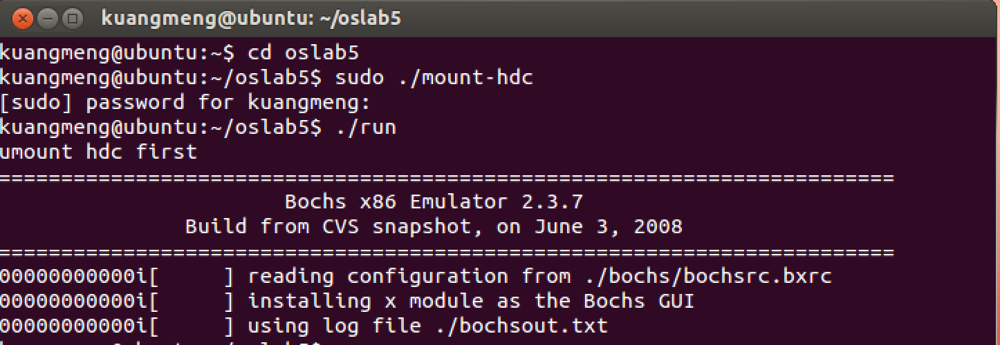 kuangmeng@ubuntu: ~/oslab5
kuangmeng@ubuntu:~$ cd oslab5
kuangmeng@ubuntu:~/oslab5$ sudo ./mount-hdc
[sudo] password for kuangmeng:
kuangmeng@ubuntu:~/oslab5$ ./run
umount hdc first
========================================================================
Bochs x86 Emulator 2.3.7
Build from CVS snapshot, on June 3, 2008
========================================================================
00000000000i[     ] reading configuration from ./bochs/bochsrc.bxrc
00000000000i[     ] installing x module as the Bochs GUI
00000000000i[     ] using log file ./bochsout.txt